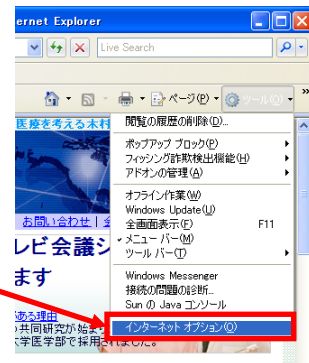 ernet Explorer
Live Search
ページ(P)
ツール(O)
»
医療を考える木村
お問い合わせ
レビ会議シ
ます
ある理由
共同研究が始ま
学医学部で採用されました。
閲覧の履歴の削除(D)...
ポップアップ ブロック(P)
フィッシング詐欺検出機能(H)
アドオンの管理(A)
オフライン作業(W)
Windows Update(U)
全画面表示(F) F11
メニュー バー(M)
ツール バー(T)
Windows Messenger
接続の問題の診断...
Sun の Java コンソール
インターネット オプション(O)